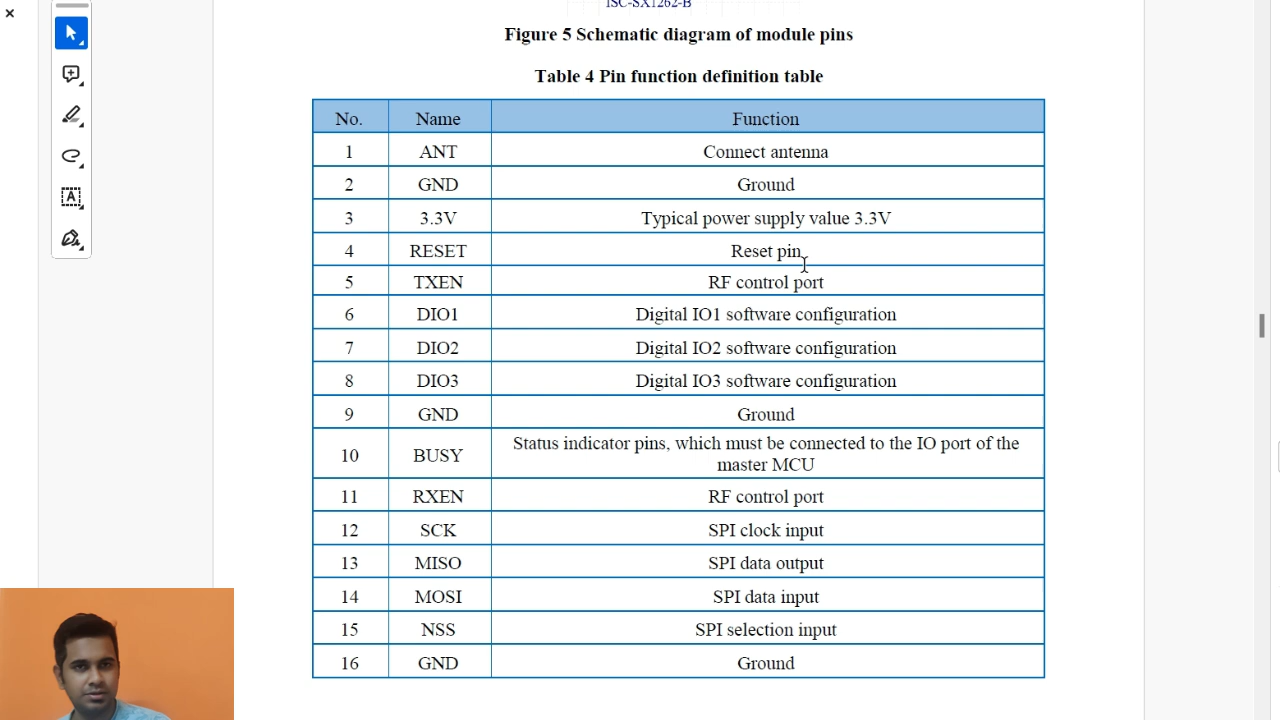 ISC-SX1262-B
Figure 5 Schematic diagram of module pins
Table 4 Pin function definition table
No. Name Function
1 ANT Connect antenna
2 GND Ground
3 3.3V Typical power supply value 3.3V
4 RESET Reset pin
5 TXEN RF control port
6 DIO1 Digital IO1 software configuration
7 DIO2 Digital IO2 software configuration
8 DIO3 Digital IO3 software configuration
9 GND Ground
10 BUSY Status indicator pins, which must be connected to the IO port of the
master MCU
11 RXEN RF control port
12 SCK SPI clock input
13 MISO SPI data output
14 MOSI SPI data input
15 NSS SPI selection input
16 GND Ground